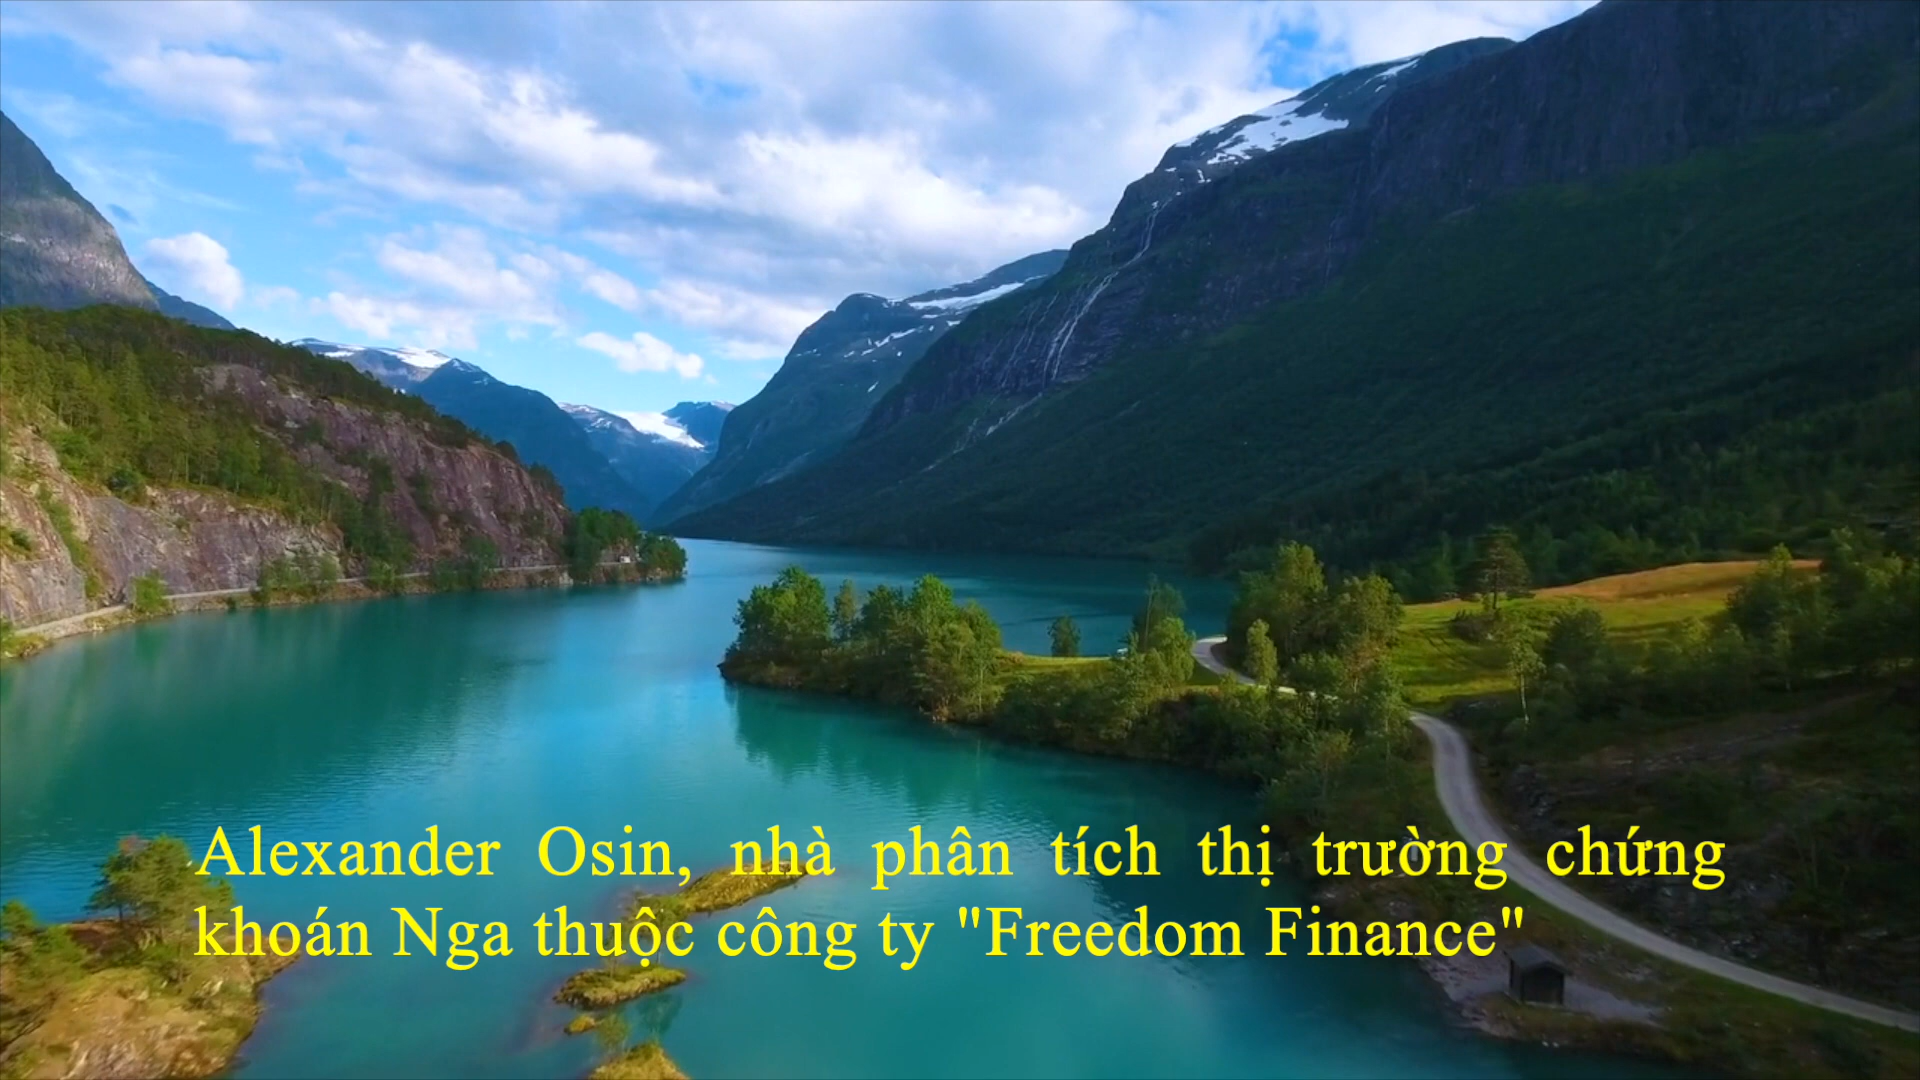 Alexander Osin, nhà phân tích thị trường chứng
khoán Nga thuộc công ty "Freedom Finance"